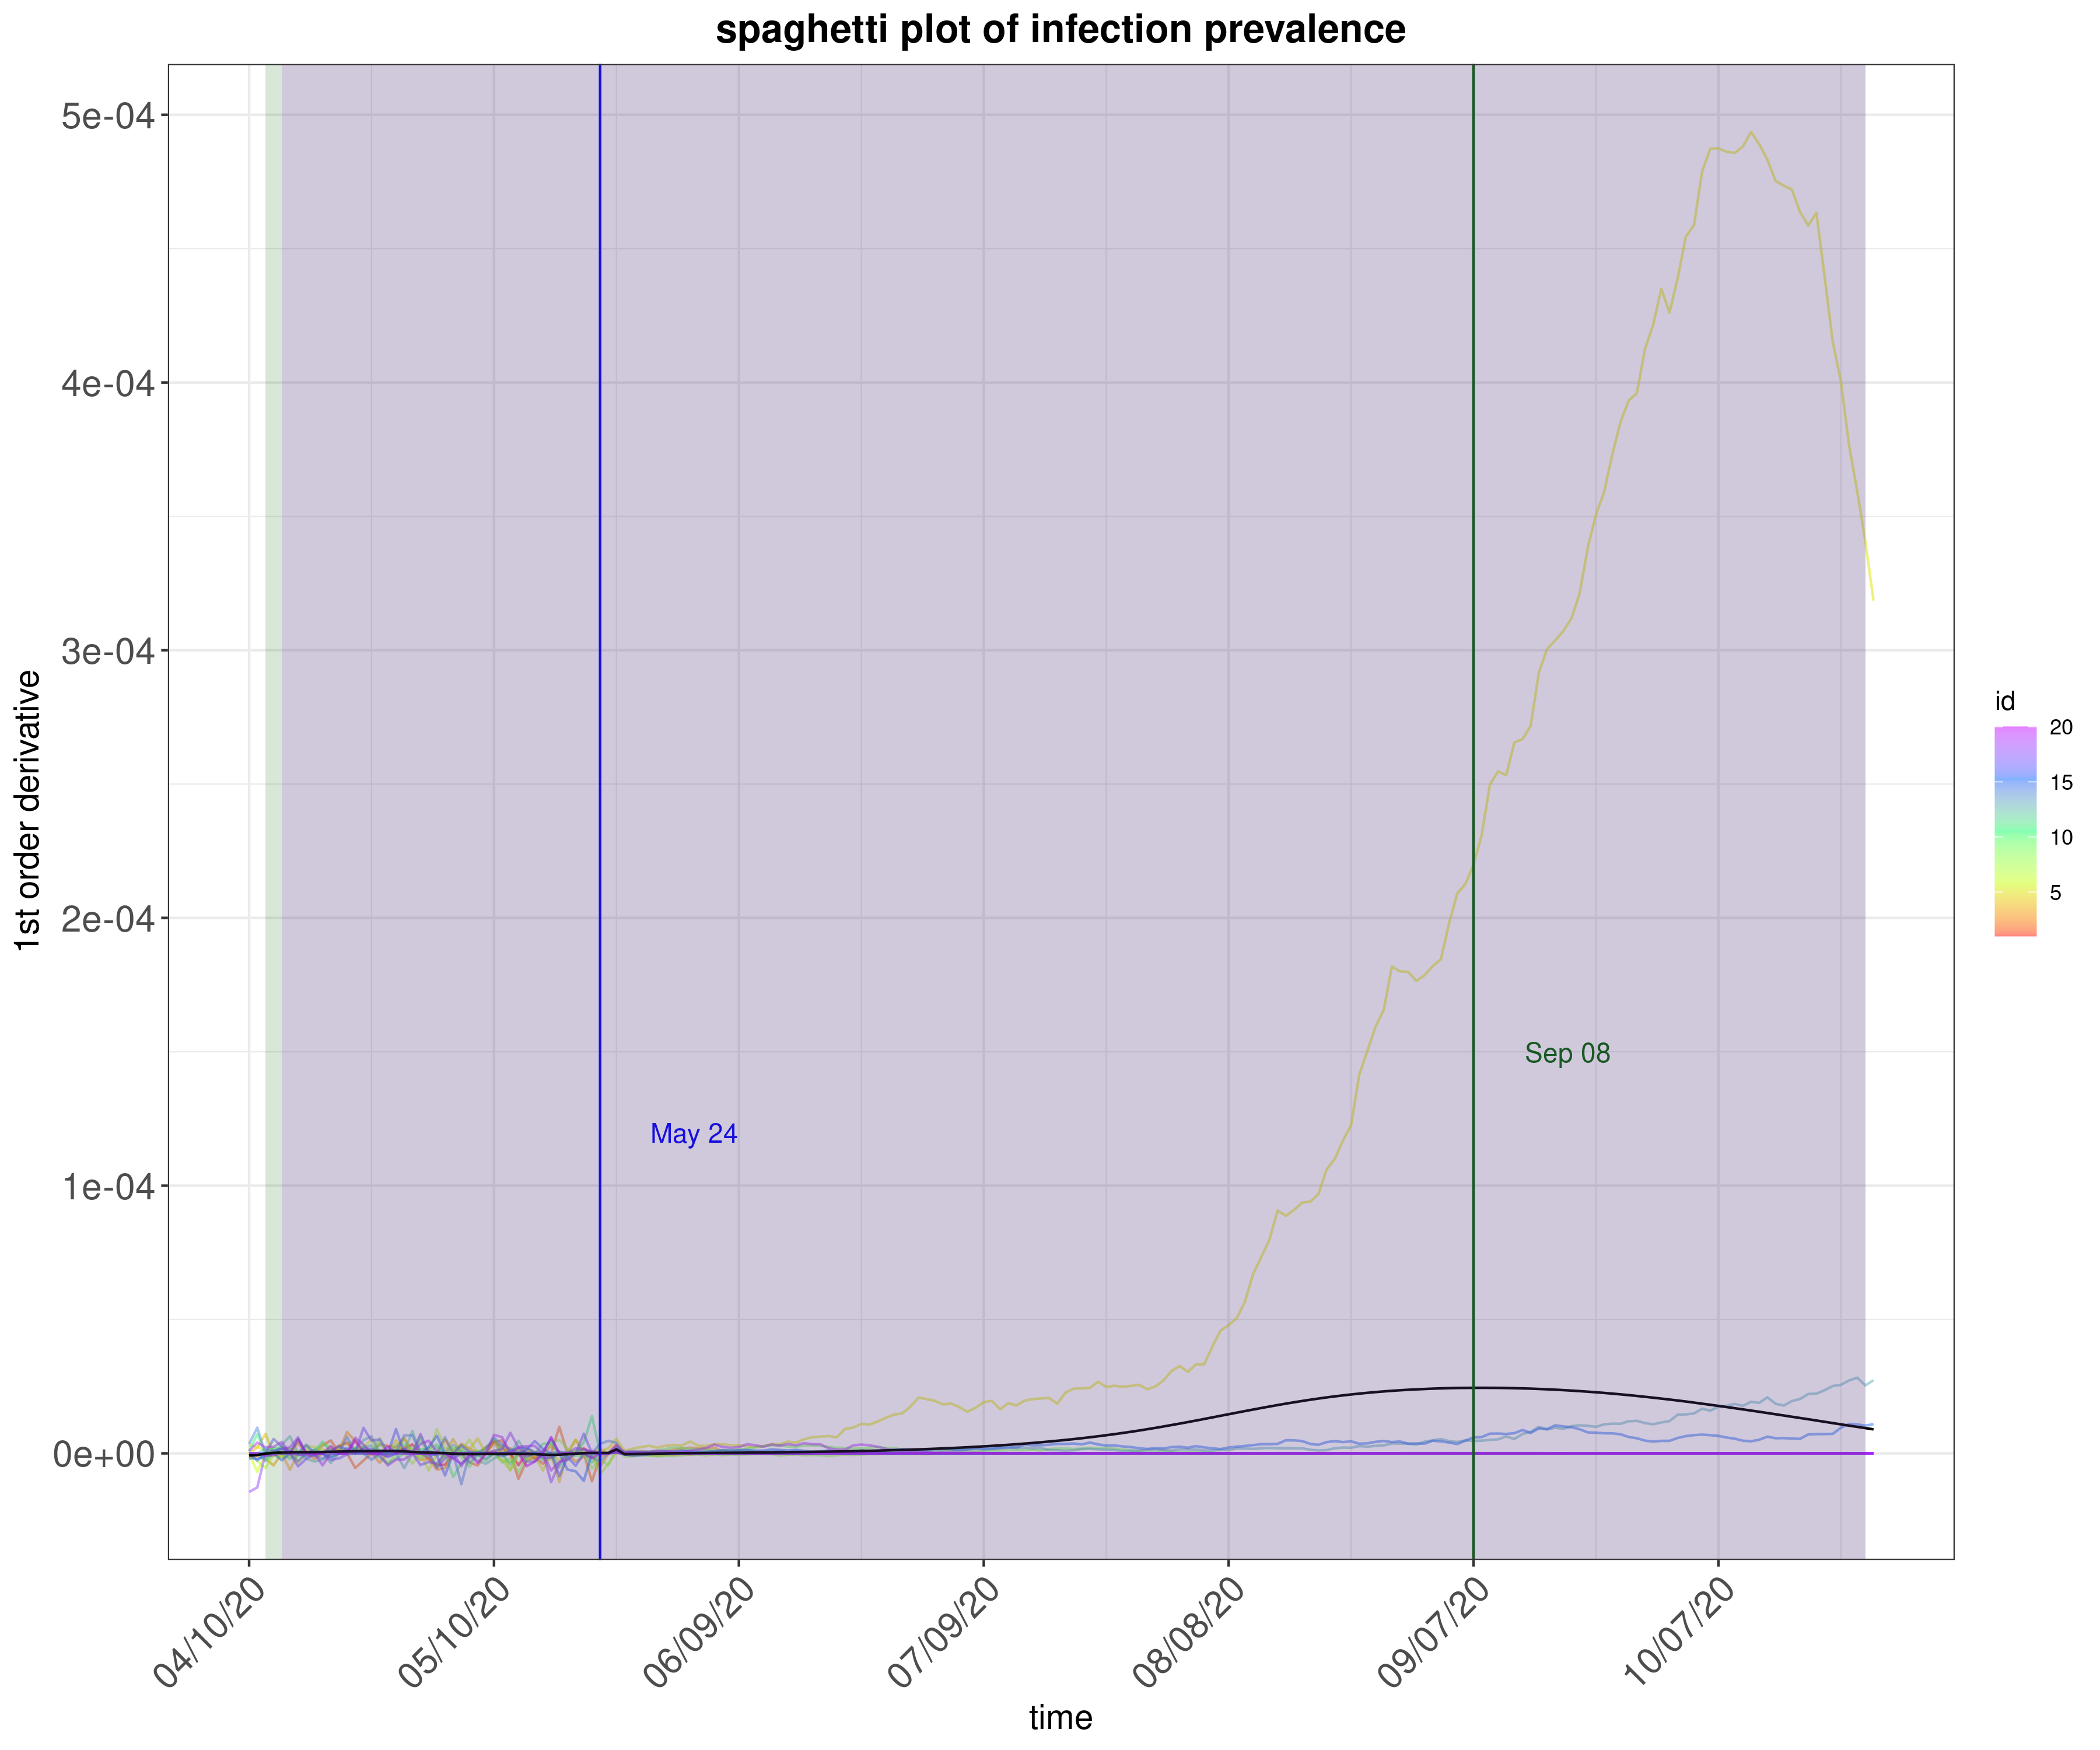 spaghetti plot of infection prevalence
5e-04
4e-04
3e-04
2e-04
1e-04
0e+00
1st order derivative
May 24
Sep 08
id
20
15
10
5
04/10/20
05/10/20
06/09/20
07/09/20
08/08/20
09/07/20
10/07/20
time